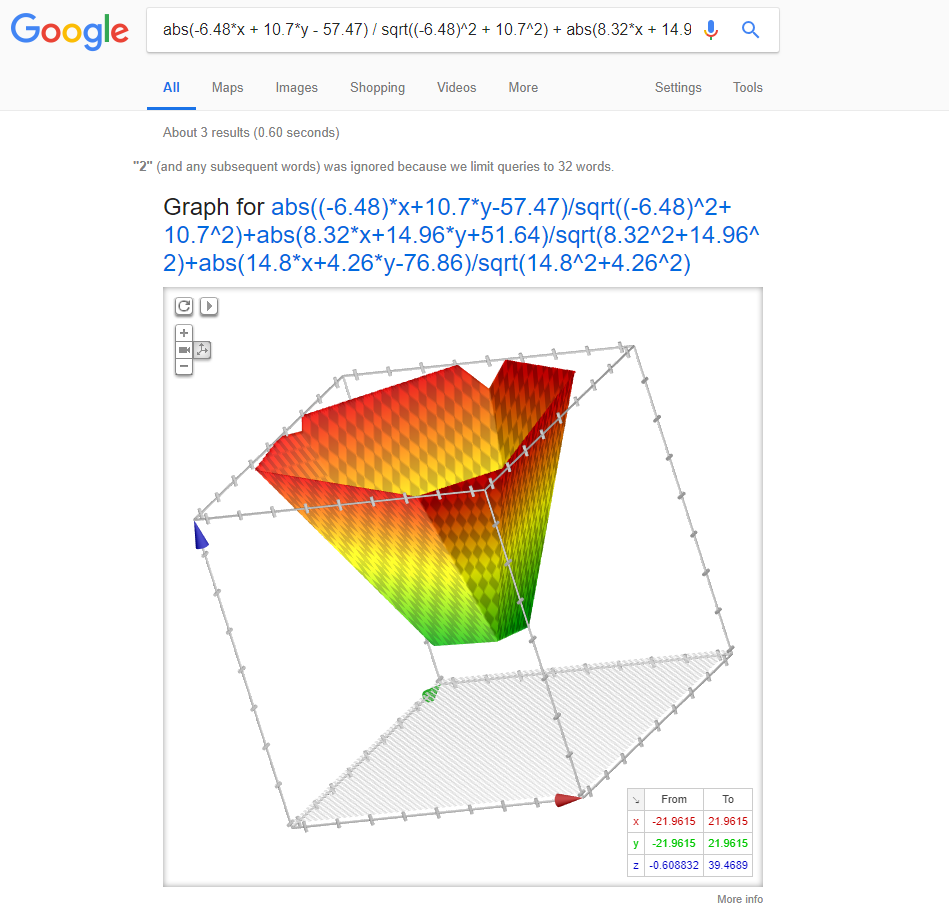 Google
abs(-6.48*x + 10.7*y - 57.47) / sqrt((-6.48)^2 + 10.7^2) + abs(8.32*x + 14.9
All Maps Images Shopping Videos More Settings Tools
About 3 results (0.60 seconds)
"2" (and any subsequent words) was ignored because we limit queries to 32 words.
Graph for abs((-6.48)*x+10.7*y-57.47)/sqrt((-6.48)^2+
10.7^2)+abs(8.32*x+14.96*y+51.64)/sqrt(8.32^2+14.96^
2)+abs(14.8*x+4.26*y-76.86)/sqrt(14.8^2+4.26^2)
From To
x -21.9615 21.9615
y -21.9615 21.9615
z -0.608832 39.4689
More info